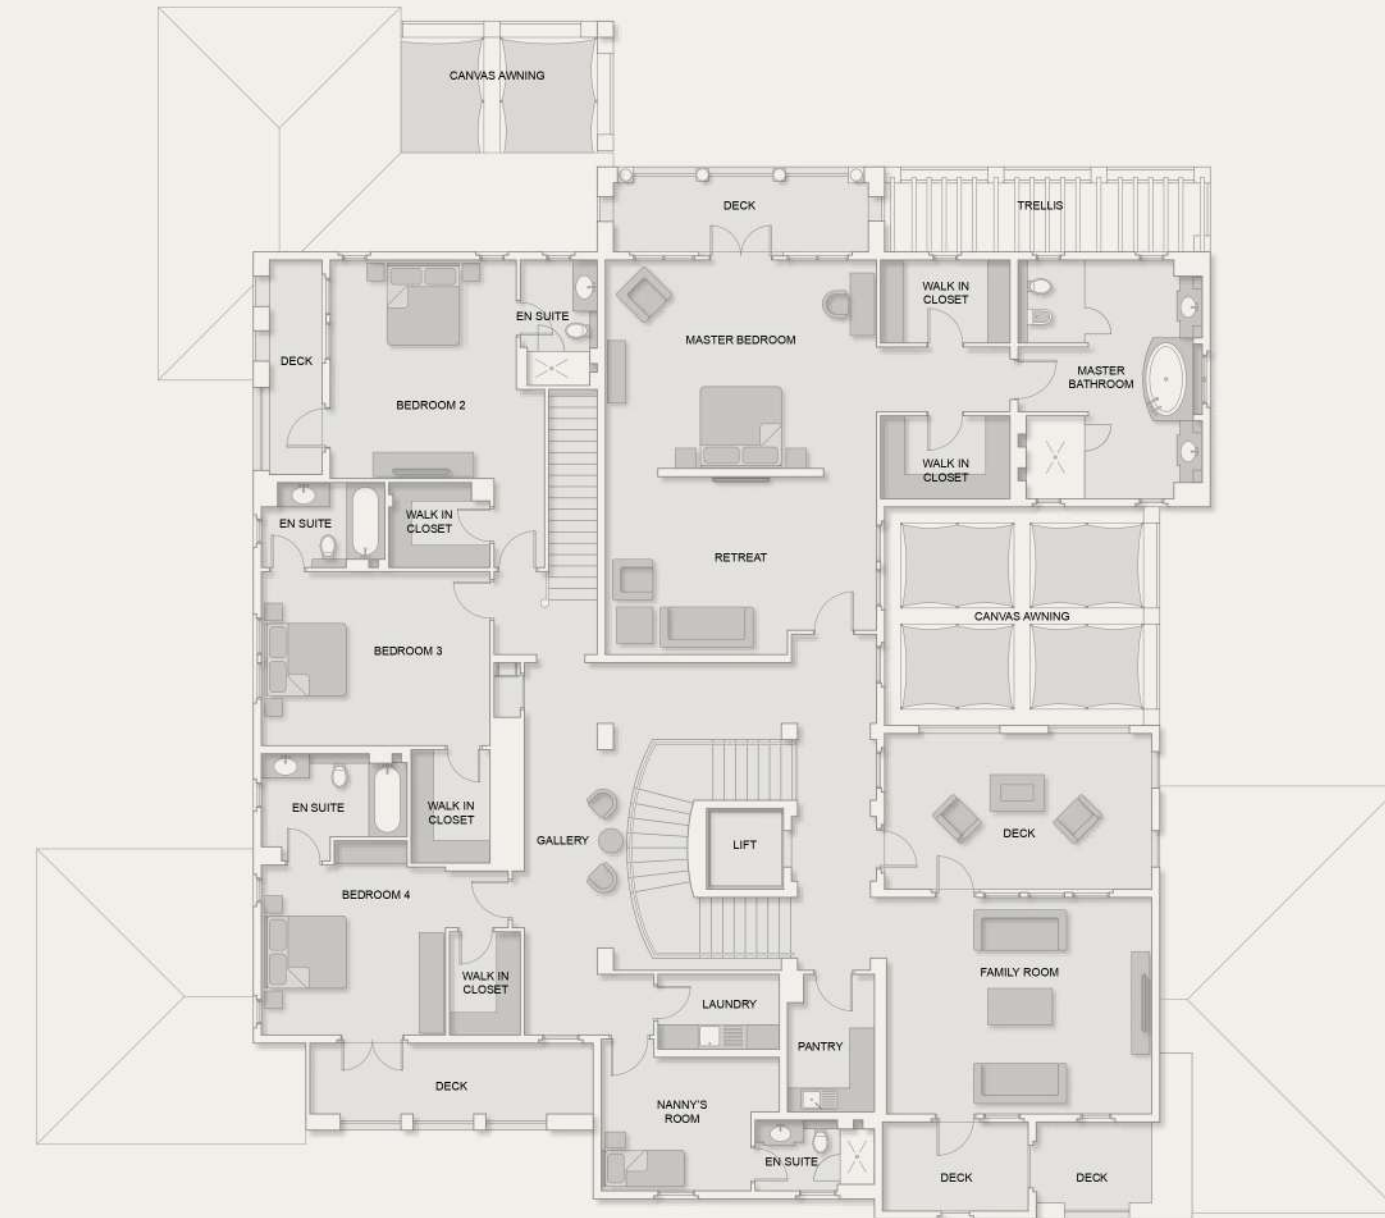 CANVAS AWNING
DECK
TRELLIS
WALK IN
CLOSET
EN SUITE
MASTER BEDROOM
DECK
MASTER
BATHROOM
BEDROOM 2
WALK IN
CLOSET
EN SUITE
WALK IN
CLOSET
RETREAT
CANVAS AWNING
BEDROOM 3
EN SUITE
WALK IN
CLOSET
GALLERY
LIFT
DECK
BEDROOM 4
WALK IN
CLOSET
FAMILY ROOM
LAUNDRY
PANTRY
DECK
NANNY'S
ROOM
EN SUITE
DECK
DECK